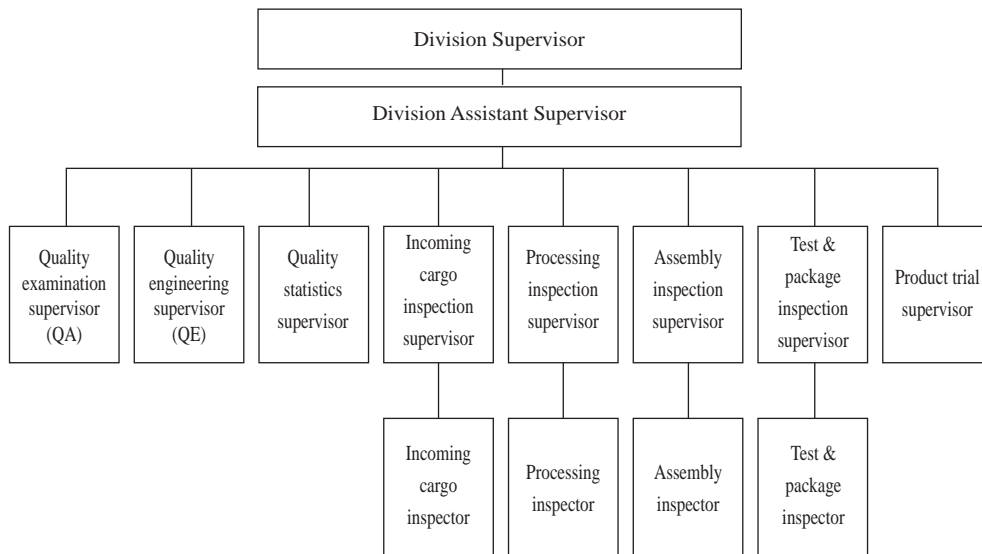 Division Supervisor
Division Assistant Supervisor
Quality
examination
supervisor
(QA)
Quality
engineering
supervisor
(QE)
Quality
statistics
supervisor
Incoming
cargo
inspection
supervisor
Processing
inspection
supervisor
Assembly
inspection
supervisor
Test &
package
inspection
supervisor
Product trial
supervisor
Incoming
cargo
inspector
Processing
inspector
Assembly
inspector
Test &
package
inspector